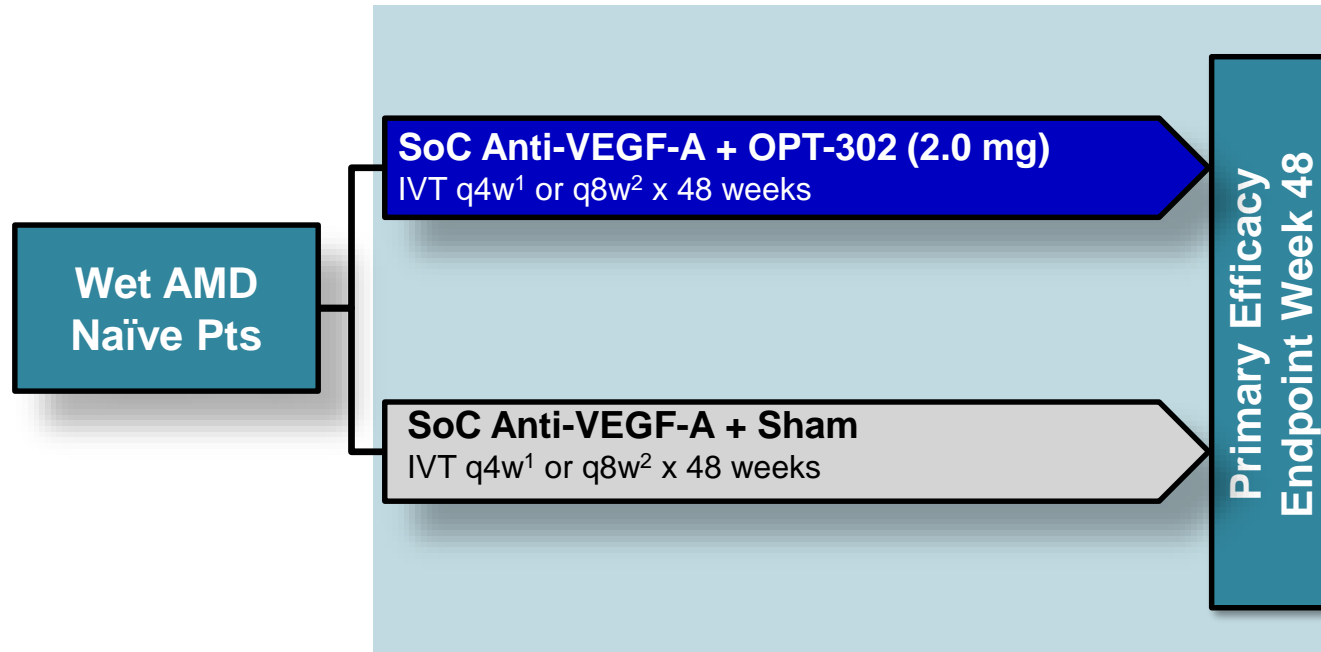 Wet AMD
Naïve Pts
SoC Anti-VEGF-A + OPT-302 (2.0 mg)
IVT q4w¹ or q8w² x 48 weeks
SoC Anti-VEGF-A + Sham
IVT q4w¹ or q8w² x 48 weeks
Primary Efficacy
Endpoint Week 48